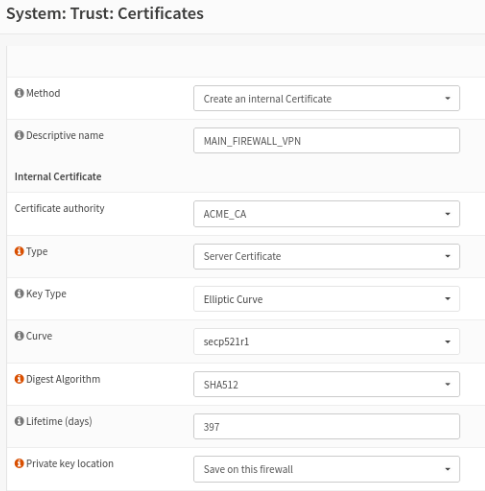 System: Trust: Certificates
Method
Create an internal Certificate
Descriptive name
MAIN_FIREWALL_VPN
Internal Certificate
Certificate authority
ACME_CA
Type
Server Certificate
Key Type
Elliptic Curve
Curve
secp521r1
Digest Algorithm
SHA512
Lifetime (days)
397
Private key location
Save on this firewall